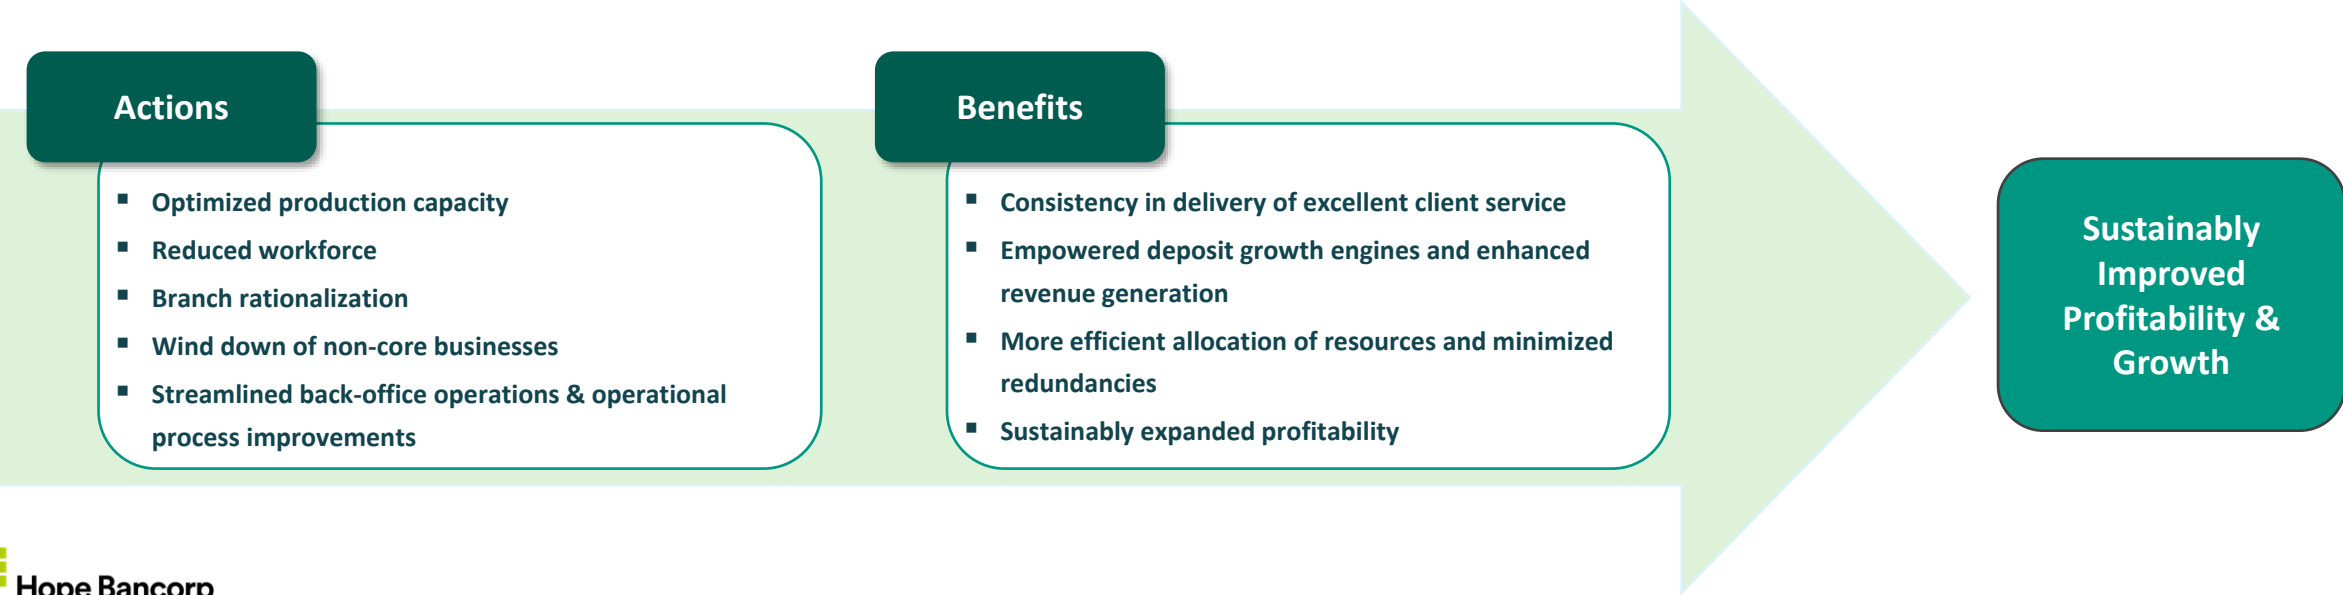 Actions
▪ Optimized production capacity
▪ Reduced workforce
▪ Branch rationalization
▪ Wind down of non-core businesses
▪ Streamlined back-office operations & operational
process improvements
Benefits
▪ Consistency in delivery of excellent client service
▪ Empowered deposit growth engines and enhanced
revenue generation
▪ More efficient allocation of resources and minimized
redundancies
▪ Sustainably expanded profitability
Sustainably
Improved
Profitability &
Growth
Hope Bancorp